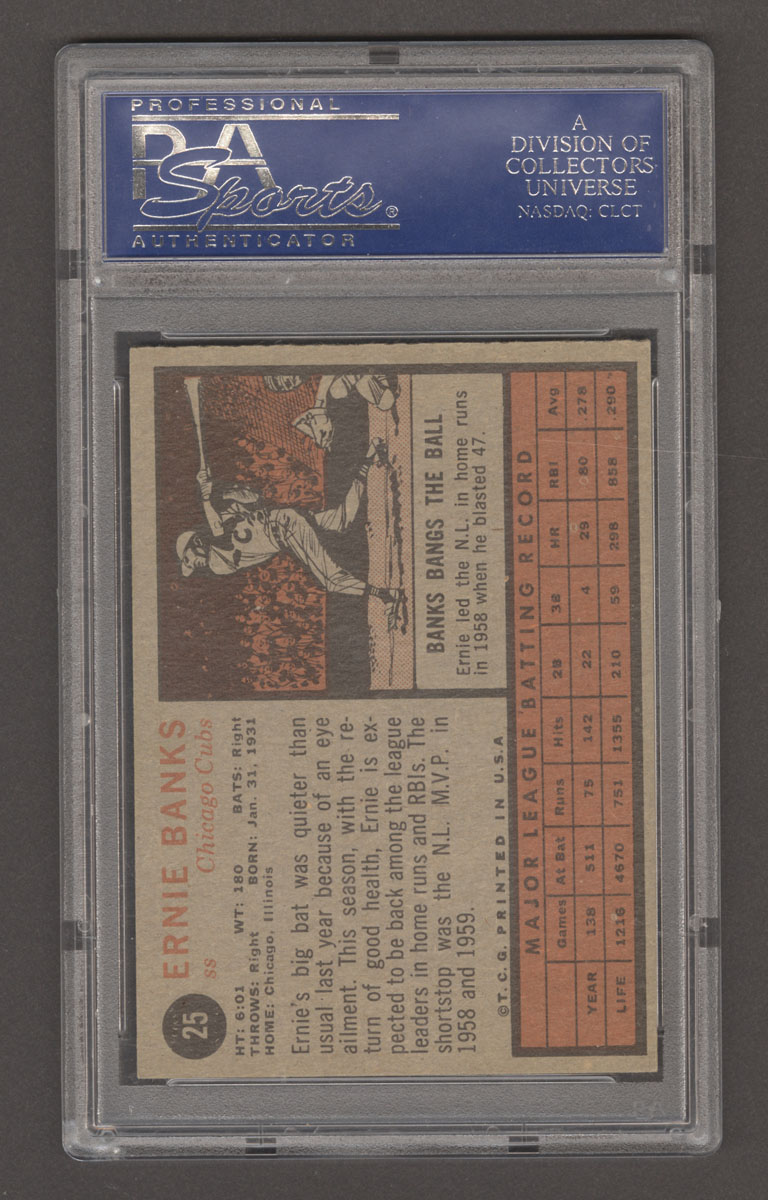 PROFESSIONAL
PSA
Sports®
AUTHENTICATOR
A
DIVISION OF
COLLECTORS
UNIVERSE
NASDAQ: CLCT
25
ERNIE BANKS
ss Chicago Cubs
HT: 6:01 WT: 180 BATS: Right
THROWS: Right BORN: Jan. 31, 1931
HOME: Chicago, Illinois
Ernie's big bat was quieter than
usual last year because of an eye
ailment. This season, with the re-
turn of good health, Ernie is ex-
pected to be back among the league
leaders in home runs and RBIs. The
shortstop was the N.L. M.V.P. in
1958 and 1959.
C
BANKS BANGS THE BALL
Ernie led the N.L. in home runs
in 1958 when he blasted 47.
©T.C.G. PRINTED IN U.S.A.
MAJOR LEAGUE BATTING RECORD
Games At Bat Runs Hits 2B 3B HR RBI Avg
YEAR 138 511 75 142 22 4 29 80 .278
LIFE 1216 4670 751 1355 210 59 298 858 .290